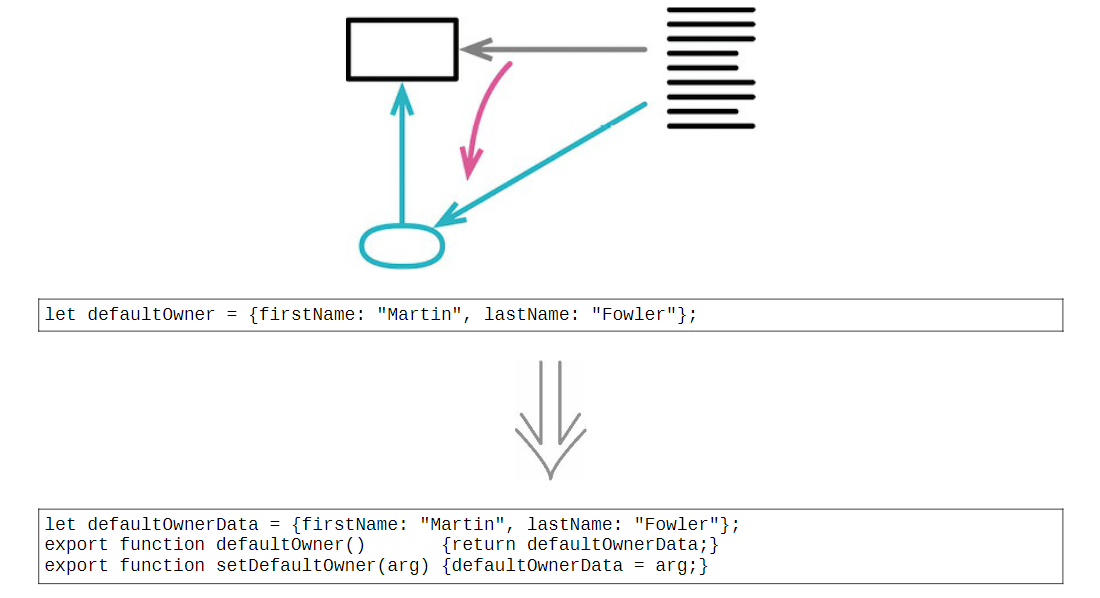 let defaultOwner = {firstName: "Martin", lastName: "Fowler"};
let defaultOwnerData = {firstName: "Martin", lastName: "Fowler"};
export function defaultOwner()       {return defaultOwnerData;}
export function setDefaultOwner(arg) {defaultOwnerData = arg;}